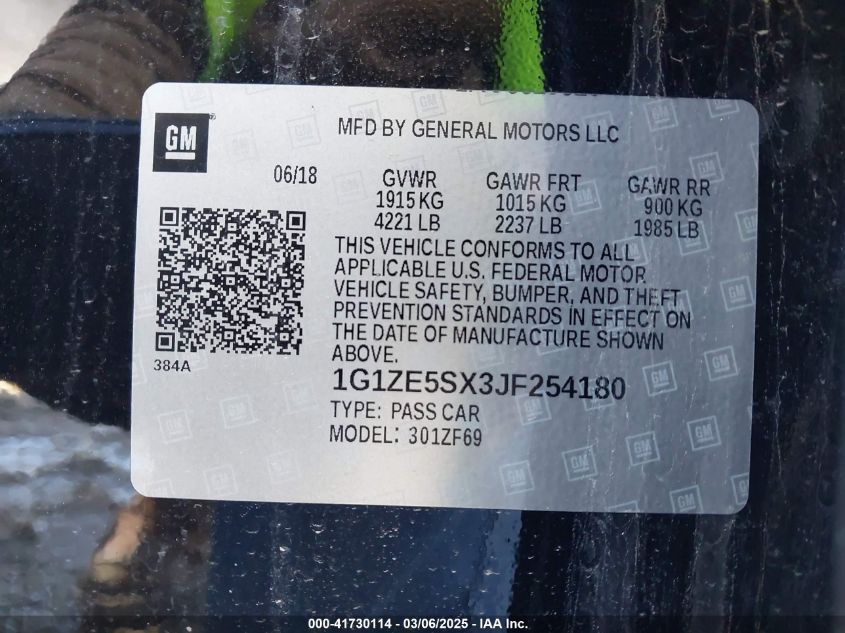 GM
MFD BY GENERAL MOTORS LLC
06/18
GVWR GAWR FRT GAWR RR
1915 KG 1015 KG 900 KG
4221 LB 2237 LB 1985 LB
THIS VEHICLE CONFORMS TO ALL
APPLICABLE U.S. FEDERAL MOTOR
VEHICLE SAFETY, BUMPER, AND THEFT
PREVENTION STANDARDS IN EFFECT ON
THE DATE OF MANUFACTURE SHOWN
ABOVE.
384A
1G1ZE5SX3JF254180
TYPE: PASS CAR
MODEL: 301ZF69
000-41730114 - 03/06/2025 - © IAA Inc.